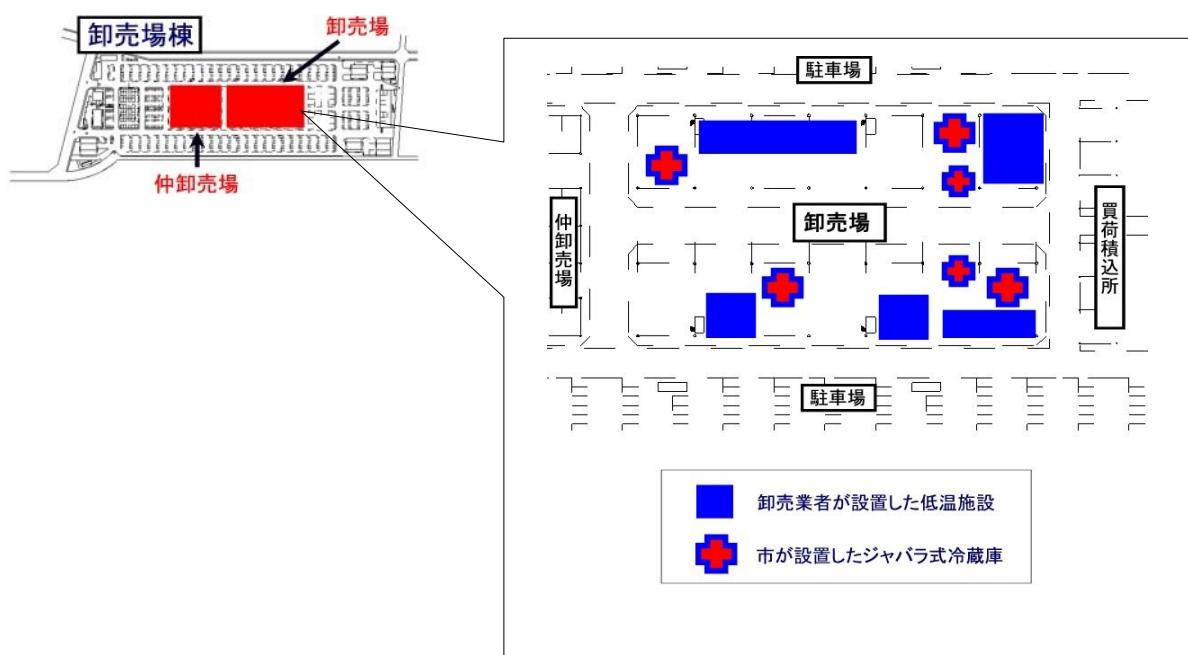 卸売場棟
卸売場
仲卸売場
駐車場
仲卸売場
卸売場
買荷積込所
駐車場
卸売業者が設置した低温施設
市が設置したジャバラ式冷蔵庫